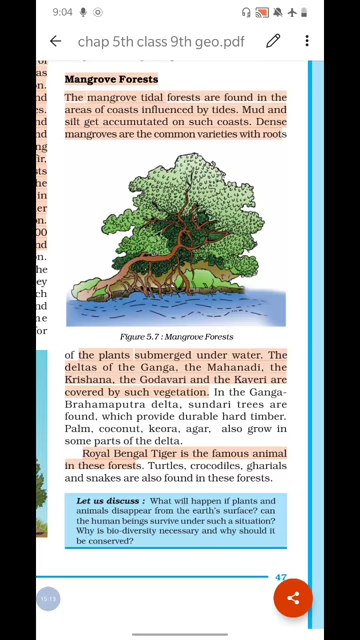 9:04
chap 5th class 9th geo.pdf
Mangrove Forests
The mangrove tidal forests are found in the
areas of coasts influenced by tides. Mud and
silt get accumutated on such coasts. Dense
mangroves are the common varieties with roots
Figure 5.7 : Mangrove Forests
of the plants submerged under water. The
deltas of the Ganga, the Mahanadi, the
Krishana, the Godavari and the Kaveri are
covered by such vegetation. In the Ganga-
Brahamaputra delta, sundari trees are
found, which provide durable hard timber.
Palm, coconut, keora, agar, also grow in
some parts of the delta.
Royal Bengal Tiger is the famous animal
in these forests. Turtles, crocodiles, gharials
and snakes are also found in these forests.
Let us discuss : What will happen if plants and
animals disappear from the earth's surface? can
the human beings survive under such a situation?
Why is bio-diversity necessary and why should it
be conserved?
47
15-13